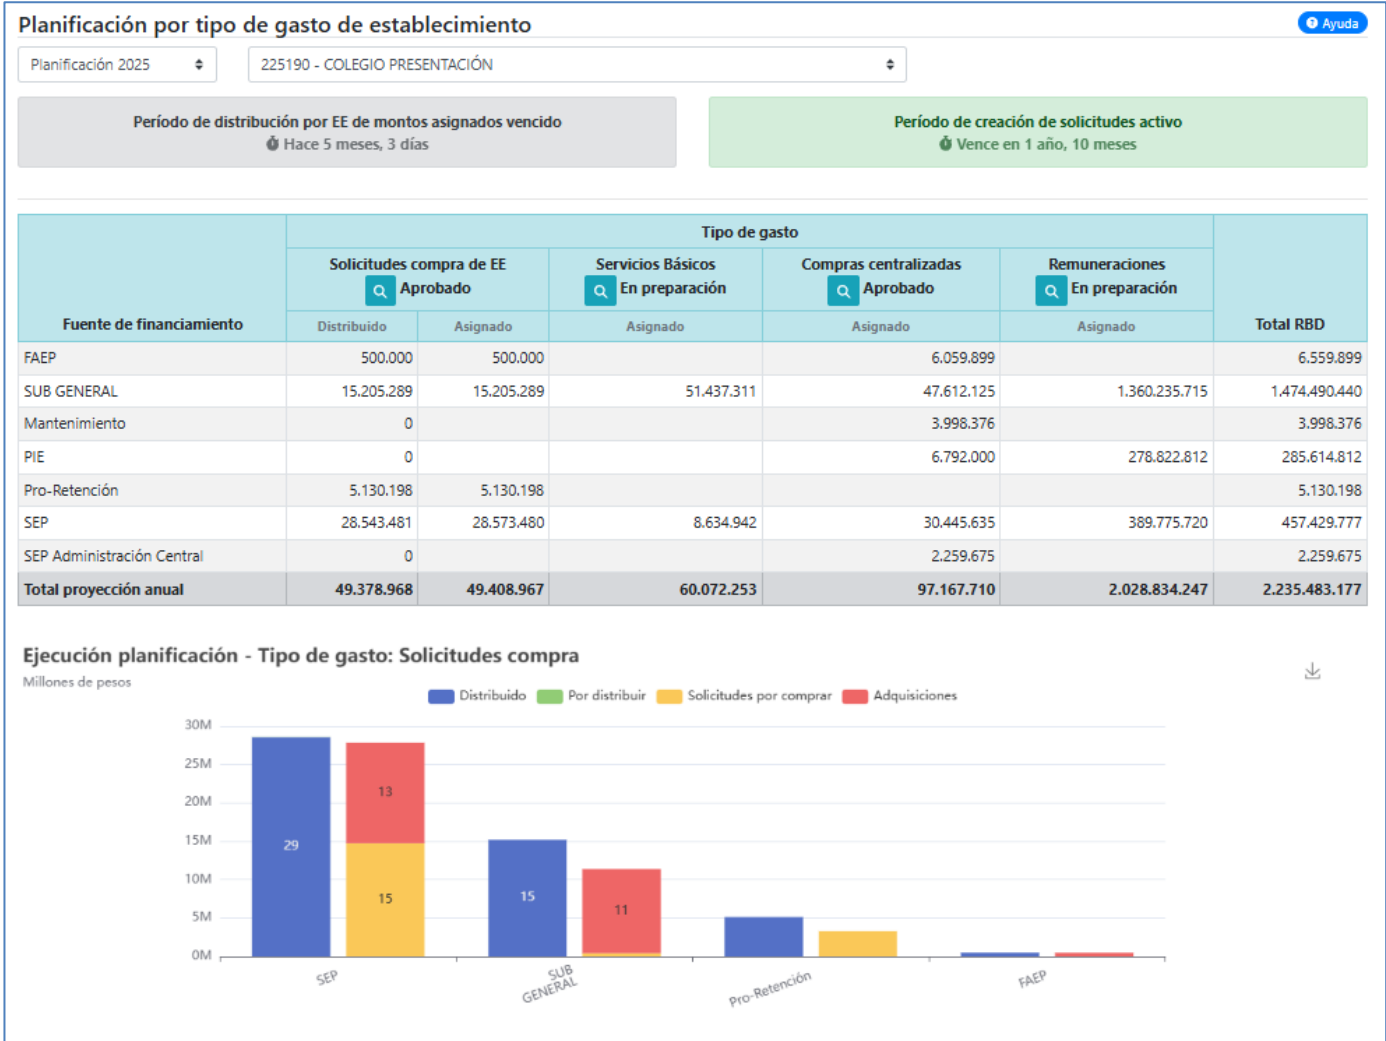 Planificación por tipo de gasto de establecimiento
Ayuda
Planificación 2025
225190 - COLEGIO PRESENTACIÓN
Período de distribución por EE de montos asignados vencido
Hace 5 meses, 3 días
Período de creación de solicitudes activo
Vence en 1 año, 10 meses
Tipo de gasto
Solicitudes compra de EE Servicios Básicos Compras centralizadas Remuneraciones
Aprobado En preparación Aprobado En preparación
Fuente de financiamiento Distribuido Asignado Asignado Asignado Asignado Total RBD
FAEP 500.000 500.000 6.059.899 6.559.899
SUB GENERAL 15.205.289 15.205.289 51.437.311 47.612.125 1.360.235.715 1.474.490.440
Mantenimiento 0 3.998.376 3.998.376
PIE 0 6.792.000 278.822.812 285.614.812
Pro-Retención 5.130.198 5.130.198 5.130.198
SEP 28.543.481 28.573.480 8.634.942 30.445.635 389.775.720 457.429.777
SEP Administración Central 0 2.259.675 2.259.675
Total proyección anual 49.378.968 49.408.967 60.072.253 97.167.710 2.028.834.247 2.235.483.177
Ejecución planificación - Tipo de gasto: Solicitudes compra
Millones de pesos
Distribuido Por distribuir Solicitudes por comprar Adquisiciones
30M
25M
20M
15M
10M
5M
0M
29
13
15
15
11
SEP
SUB
GENERAL
Pro-Retención
FAEP